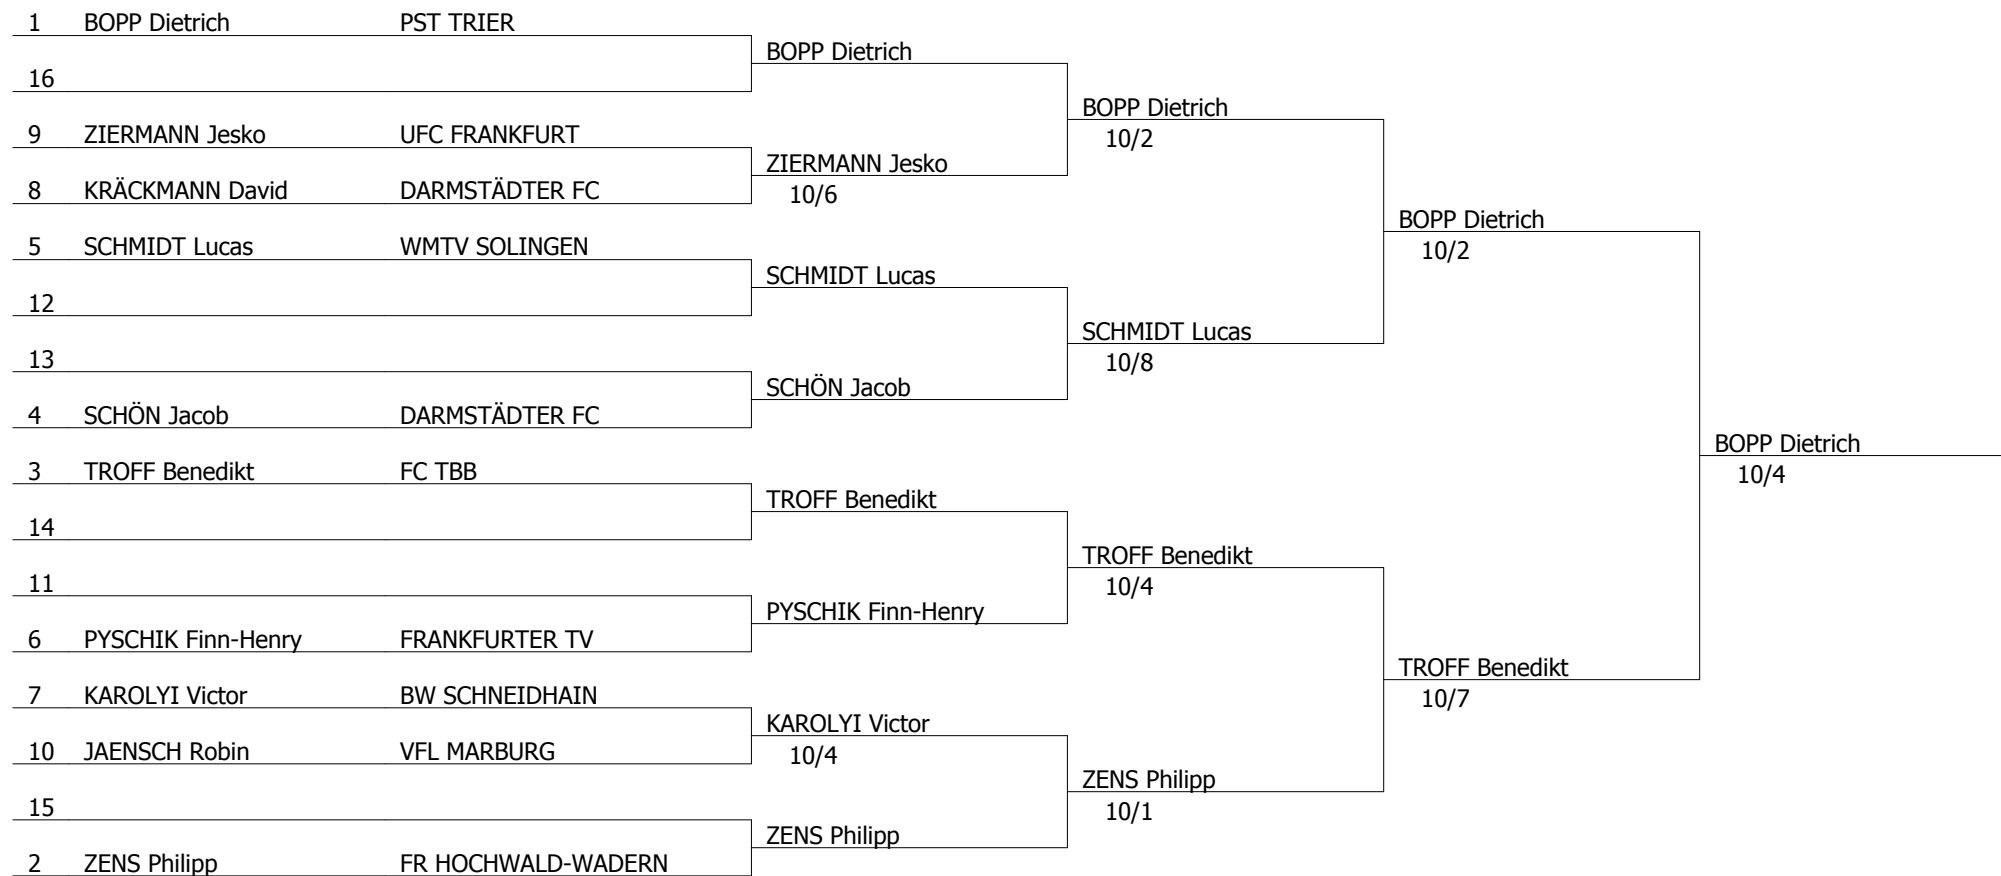 1 BOPP Dietrich PST TRIER
BOPP Dietrich
16
BOPP Dietrich
9 ZIERMANN Jesko UFC FRANKFURT
10/2
ZIERMANN Jesko
8 KRÄCKMANN David DARMSTÄDTER FC
10/6
BOPP Dietrich
5 SCHMIDT Lucas WMTV SOLINGEN
10/2
SCHMIDT Lucas
12
SCHMIDT Lucas
13
10/8
SCHÖN Jacob
4 SCHÖN Jacob DARMSTÄDTER FC
BOPP Dietrich
3 TROFF Benedikt FC TBB
10/4
TROFF Benedikt
14
TROFF Benedikt
11
10/4
PYSCHIK Finn-Henry
6 PYSCHIK Finn-Henry FRANKFURTER TV
TROFF Benedikt
7 KAROLYI Victor BW SCHNEIDHAIN
10/7
KAROLYI Victor
10 JAENSCH Robin VFL MARBURG
10/4
ZENS Philipp
15
10/1
ZENS Philipp
2 ZENS Philipp FR HOCHWALD-WADERN